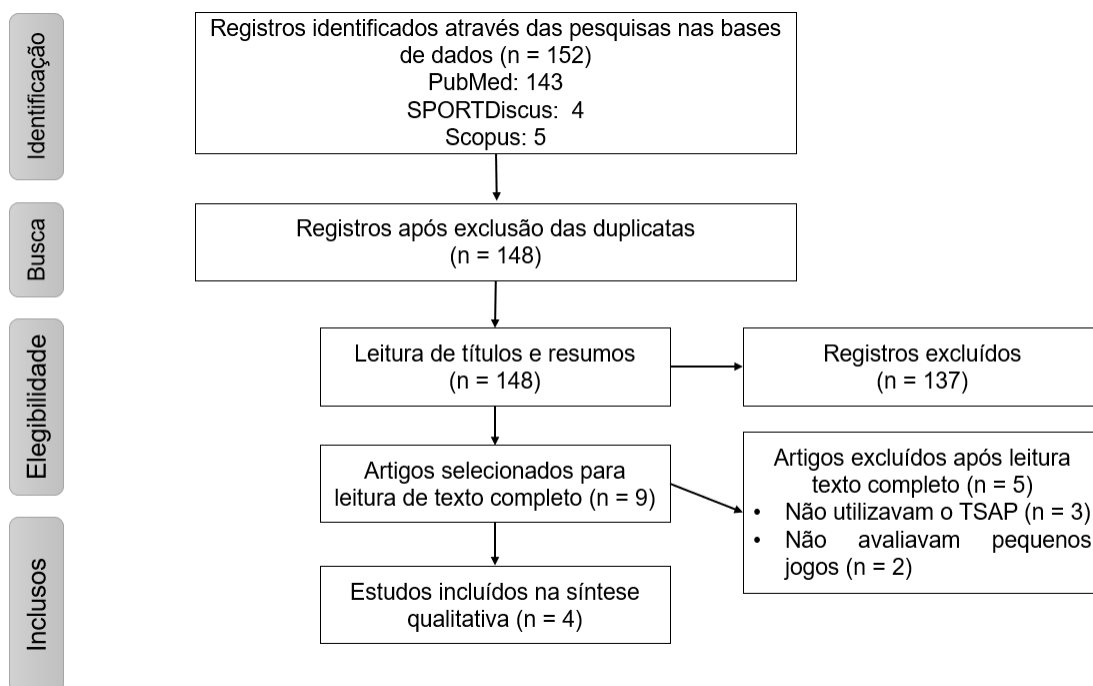 Identificação
Registros identificados através das pesquisas nas bases
de dados (n = 152)
PubMed: 143
SPORTDiscus: 4
Scopus: 5
Busca
Registros após exclusão das duplicatas
(n = 148)
Elegibilidade
Leitura de títulos e resumos
(n = 148)
Registros excluídos
(n = 137)
Artigos selecionados para
leitura de texto completo (n = 9)
Artigos excluídos após leitura
texto completo (n = 5)
• Não utilizavam o TSAP (n = 3)
• Não avaliavam pequenos
jogos (n = 2)
Inclusos
Estudos incluídos na síntese
qualitativa (n = 4)